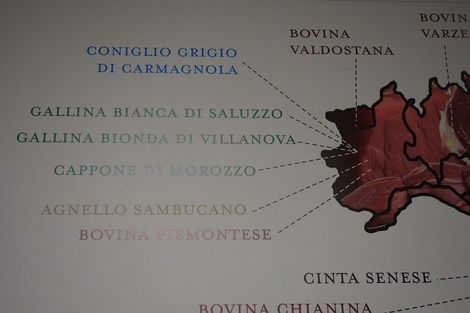 BOVINA
VALDOSTANA
BOVIN
VARZE
CONIGLIO GRIGIO
DI CARMAGNOLA
GALLINA BIANCA DI SALUZZO
GALLINA BIONDA DI VILLANOVA
CAPPONE DI MOROZZO
AGNELLO SAMBUCANO
BOVINA PIEMONTESE
CINTA SENESE
BOVINA CHIANINA